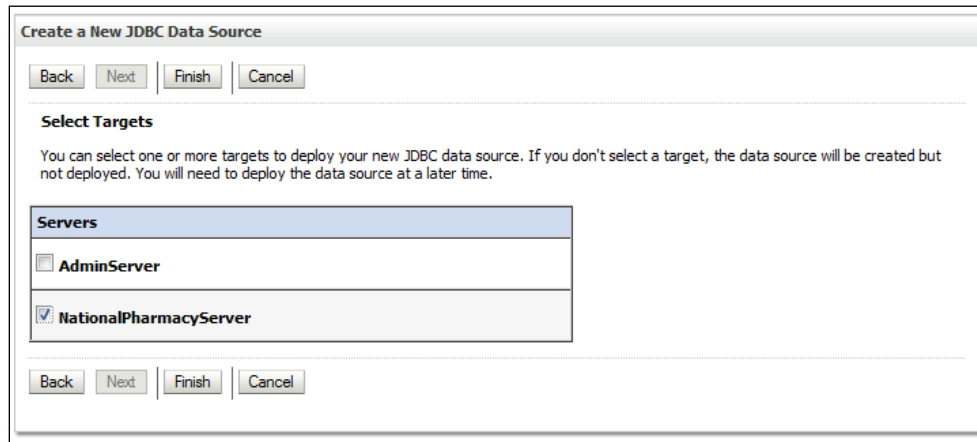 Create a New JDBC Data Source
Back Next Finish Cancel
Select Targets
You can select one or more targets to deploy your new JDBC data source. If you don't select a target, the data source will be created but
not deployed. You will need to deploy the data source at a later time.
Servers
AdminServer
NationalPharmacyServer
Back Next Finish Cancel